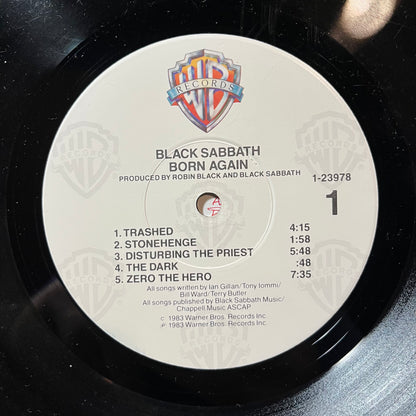 WB
RECORDS
BLACK SABBATH
BORN AGAIN
PRODUCED BY ROBIN BLACK AND BLACK SABBATH
1-23978
1
1. TRASHED 4:15
2. STONEHENGE 1:58
3. DISTURBING THE PRIEST 5:48
4. THE DARK :48
5. ZERO THE HERO 7:35
All songs written by Ian Gillan/Tony Iommi/
Bill Ward/Terry Butler
All songs published by Black Sabbath Music/
Chappell Music ASCAP
© 1983 Warner Bros. Records Inc.
℗ 1983 Warner Bros. Records Inc.